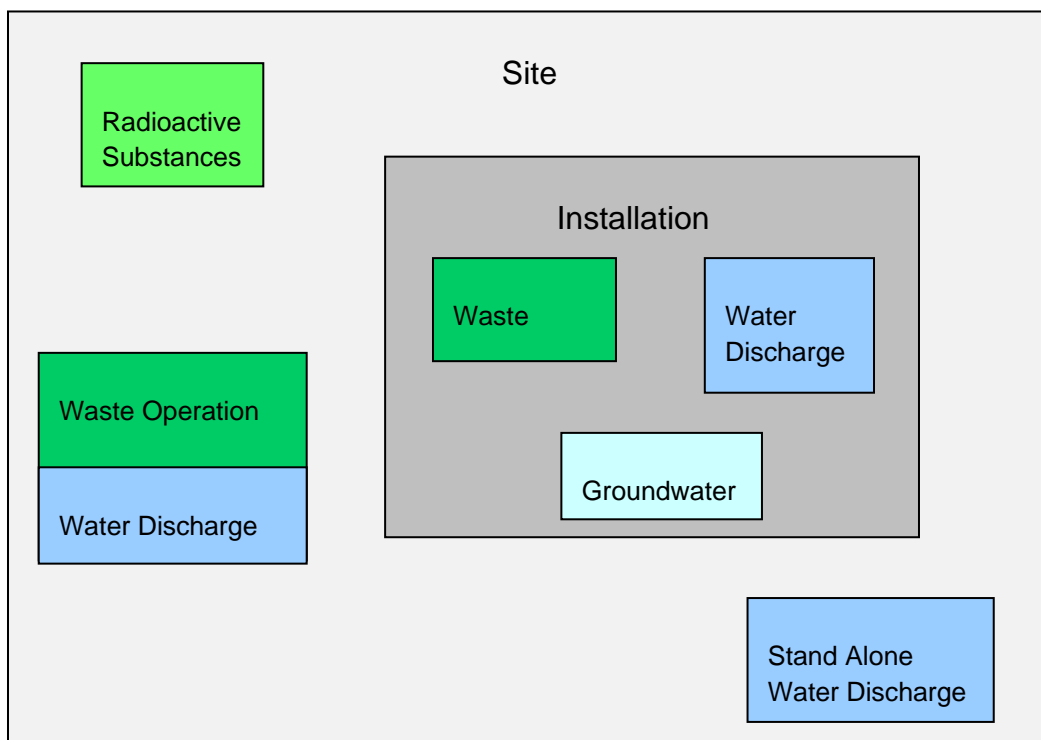 Site
Radioactive
Substances
Installation
Waste
Water
Discharge
Waste Operation
Groundwater
Water Discharge
Stand Alone
Water Discharge